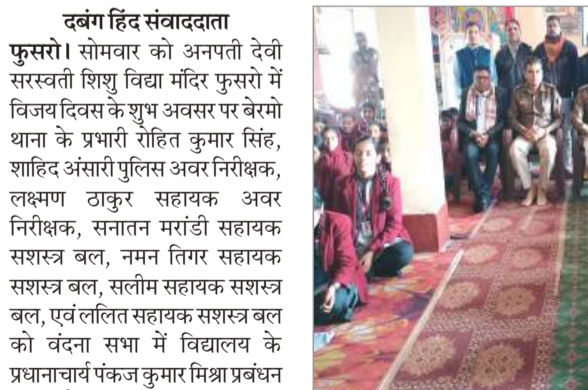 दबंग हिंद संवाददाता
फुसरो। सोमवार को अनपती देवी
सरस्वती शिशु विद्या मंदिर फुसरो में
विजय दिवस के शुभ अवसर पर बेरमो
थाना के प्रभारी रोहित कुमार सिंह,
शाहिद अंसारी पुलिस अवर निरीक्षक,
लक्ष्मण ठाकुर सहायक अवर
निरीक्षक, सनातन मरांडी सहायक
सशस्त्र बल, नमन तिगर सहायक
सशस्त्र बल, सलीम सहायक सशस्त्र
बल, एवं ललित सहायक सशस्त्र बल
को वंदना सभा में विद्यालय के
प्रधानाचार्य पंकज कुमार मिश्रा प्रबंधन